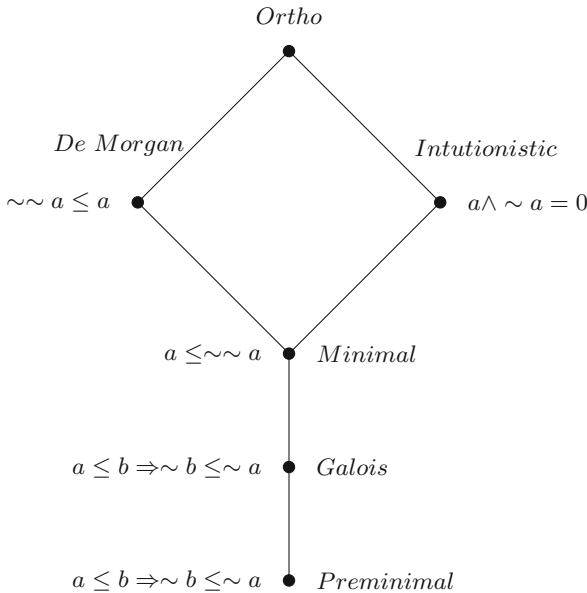 Ortho
De Morgan
Intutionistic
∼∼ a ≤ a
a∧ ∼ a = 0
a ≤∼∼ a
Minimal
a ≤ b ⇒∼ b ≤∼ a
Galois
a ≤ b ⇒∼ b ≤∼ a
Preminimal